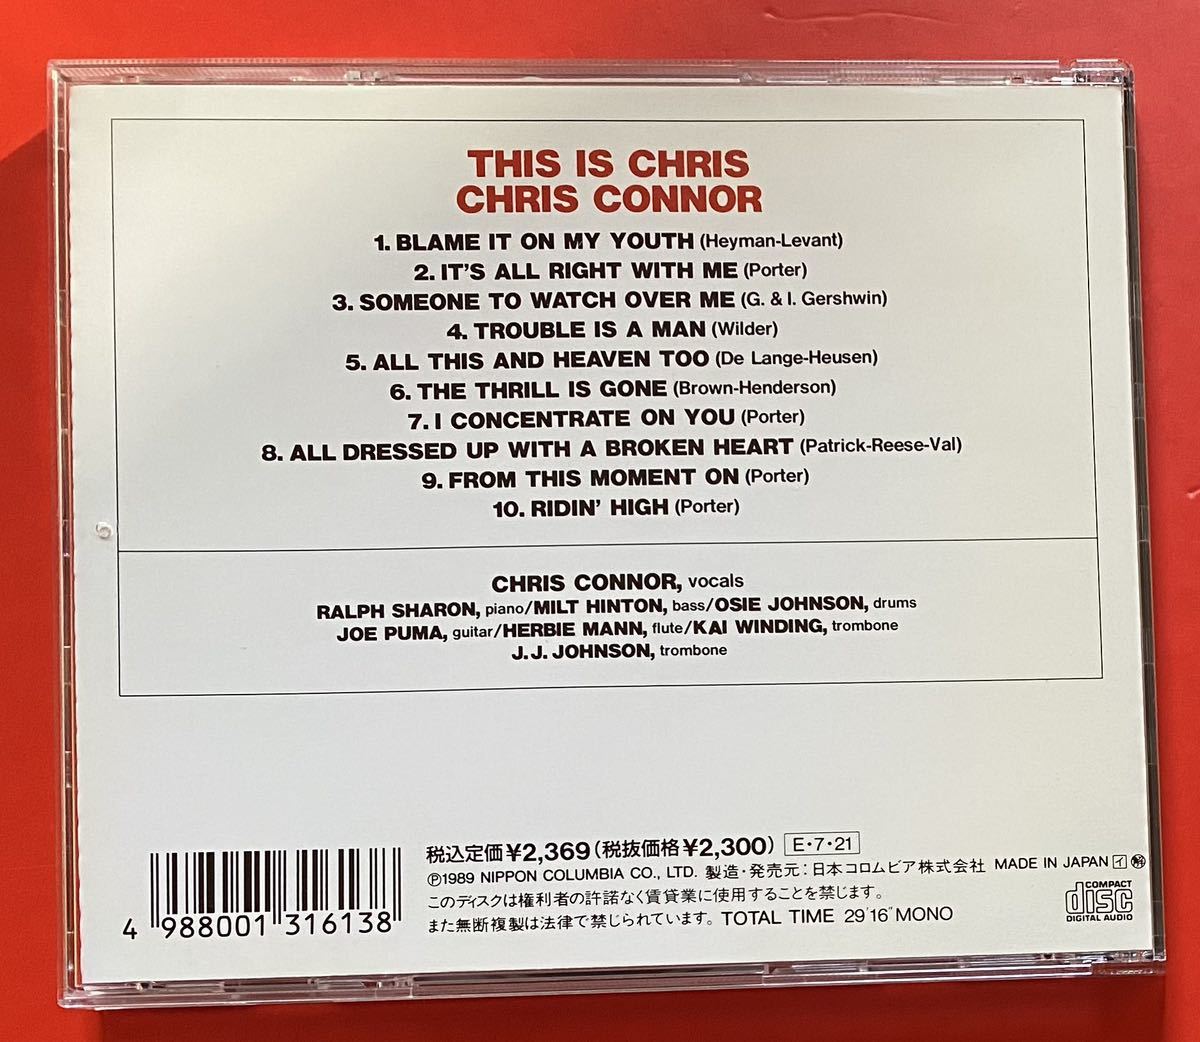 THIS IS CHRIS
CHRIS CONNOR
1. BLAME IT ON MY YOUTH (Heyman-Levant)
2. IT'S ALL RIGHT WITH ME (Porter)
3. SOMEONE TO WATCH OVER ME (G. & I. Gershwin)
4. TROUBLE IS A MAN (Wilder)
5. ALL THIS AND HEAVEN TOO (De Lange-Heusen)
6. THE THRILL IS GONE (Brown-Henderson)
7. I CONCENTRATE ON YOU (Porter)
8. ALL DRESSED UP WITH A BROKEN HEART (Patrick-Reese-Val)
9. FROM THIS MOMENT ON (Porter)
10. RIDIN' HIGH (Porter)
CHRIS CONNOR, vocals
RALPH SHARON, piano/MILT HINTON, bass/OSIE JOHNSON, drums
JOE PUMA, guitar/HERBIE MANN, flute/KAI WINDING, trombone
J.J. JOHNSON, trombone
税込定価¥2,369(税抜価格¥2,300) E・7・21
Ⓟ1989 NIPPON COLUMBIA CO., LTD. 製造・発売元:日本コロムビア株式会社 MADE IN JAPAN イ 解
このディスクは権利者の許諾なく賃貸業に使用することを禁じます。
また無断複製は法律で禁じられています。TOTAL TIME 29'16" MONO
COMPACT
disc
DIGITAL AUDIO
4 988001 316138